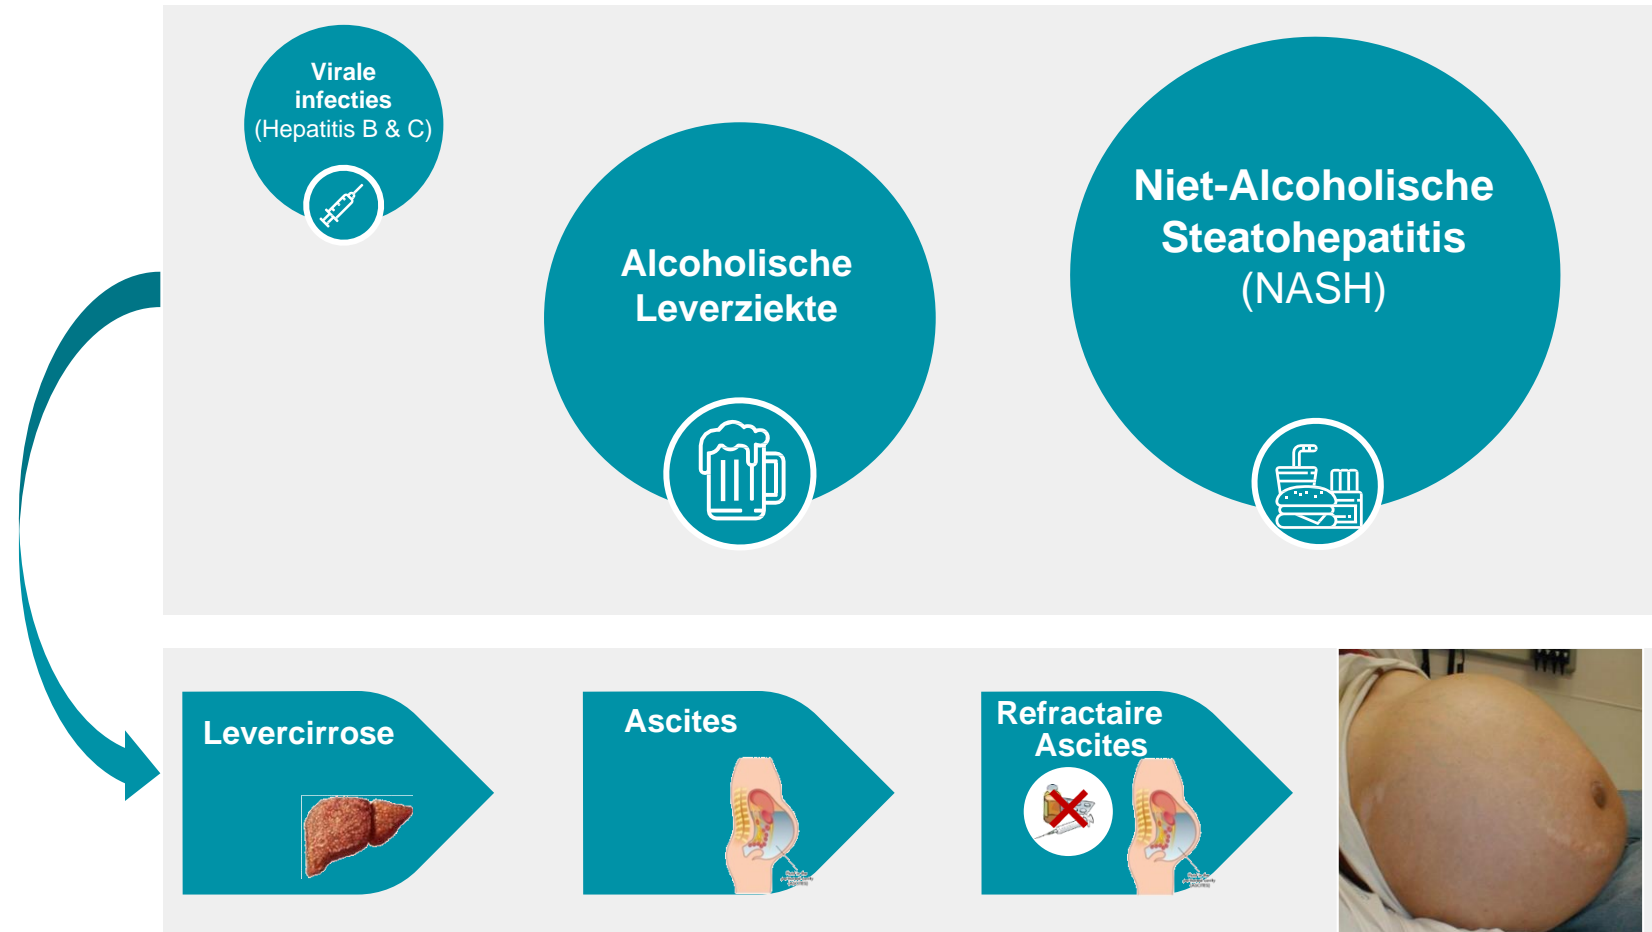 Virale
infecties
(Hepatitis B & C)
Alcoholische
Leverziekte
Niet-Alcoholische
Steatohepatitis
(NASH)
Levercirrose
Ascites
Refractaire
Ascites